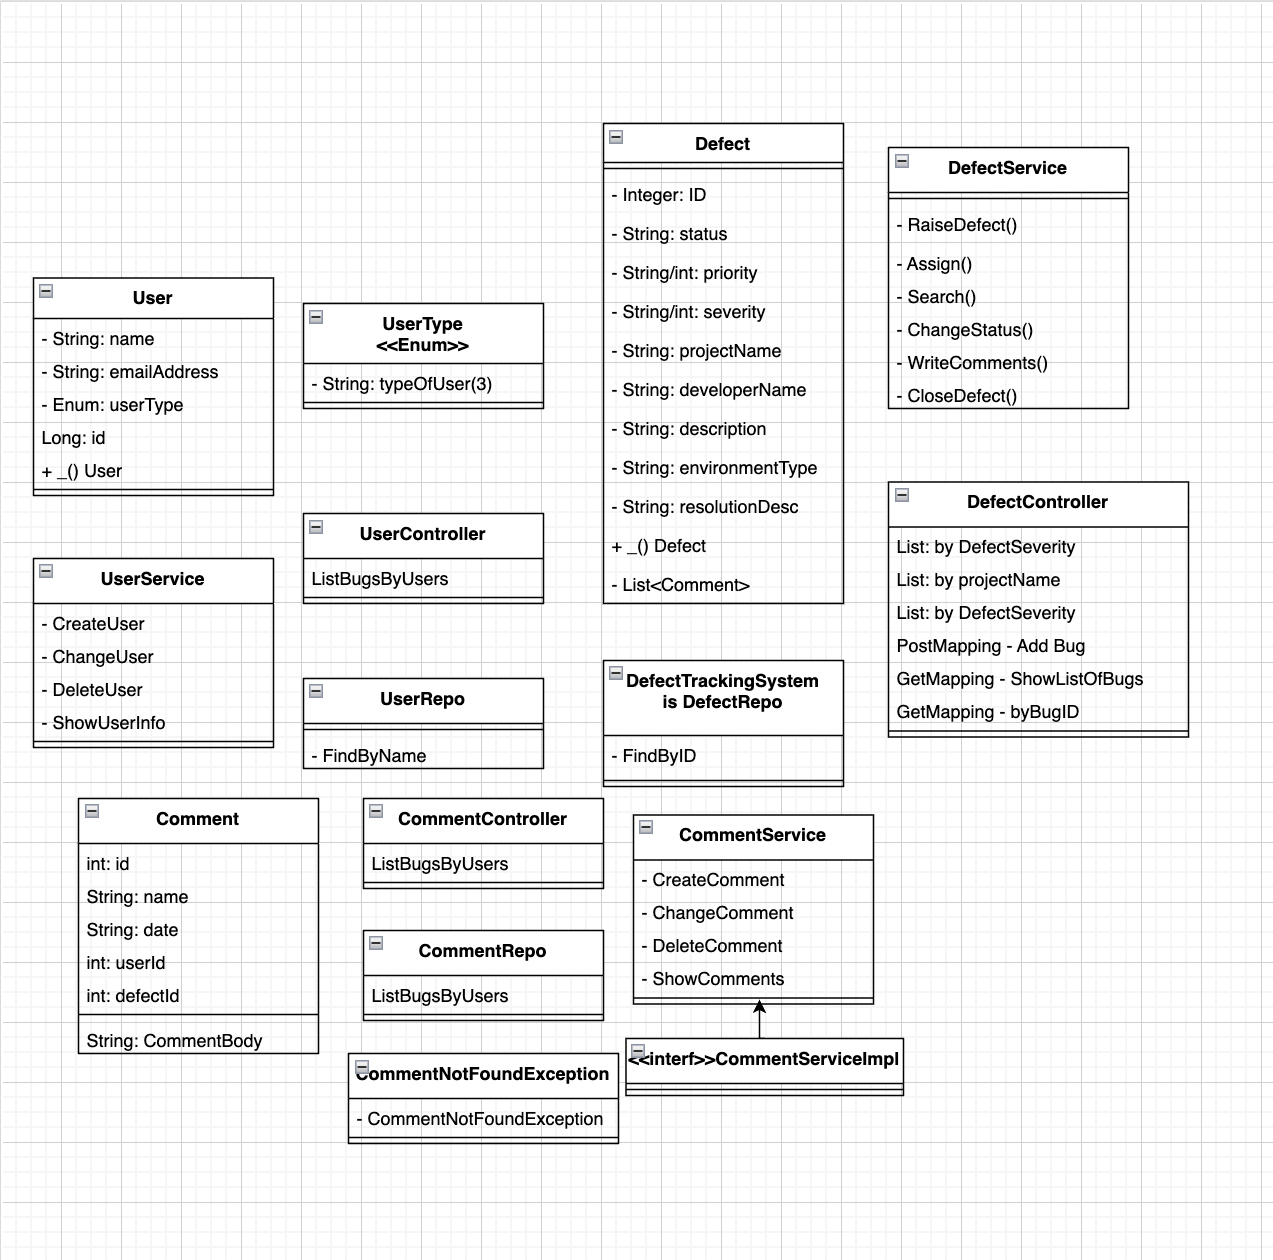 User
- String: name
- String: emailAddress
- Enum: userType
Long: id
+ _() User
UserType
<<Enum>>
- String: typeOfUser(3)
Defect
- Integer: ID
- String: status
- String/int: priority
- String/int: severity
- String: projectName
- String: developerName
- String: description
- String: environmentType
- String: resolutionDesc
+ _() Defect
- List<Comment>
DefectService
- RaiseDefect()
- Assign()
- Search()
- ChangeStatus()
- WriteComments()
- CloseDefect()
UserService
- CreateUser
- ChangeUser
- DeleteUser
- ShowUserInfo
UserController
ListBugsByUsers
UserRepo
- FindByName
DefectTrackingSystem
is DefectRepo
- FindByID
DefectController
List: by DefectSeverity
List: by projectName
List: by DefectSeverity
PostMapping - Add Bug
GetMapping - ShowListOfBugs
GetMapping - byBugID
Comment
int: id
String: name
String: date
int: userId
int: defectId
String: CommentBody
CommentController
ListBugsByUsers
CommentRepo
ListBugsByUsers
CommentNotFoundException
- CommentNotFoundException
CommentService
- CreateComment
- ChangeComment
- DeleteComment
- ShowComments
<<interf>>CommentServiceImpl